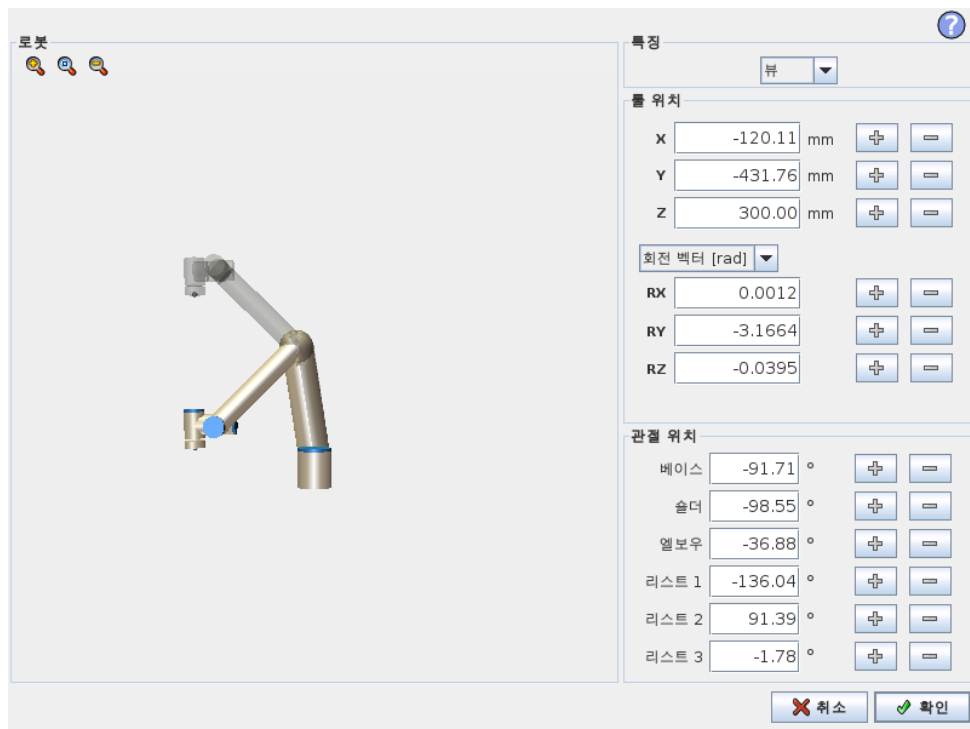 로봇
특징
뷰
툴 위치
X -120.11 mm
Y -431.76 mm
Z 300.00 mm
회전 벡터 [rad]
RX 0.0012
RY -3.1664
RZ -0.0395
관절 위치
베이스 -91.71 °
숄더 -98.55 °
엘보우 -36.88 °
리스트 1 -136.04 °
리스트 2 91.39 °
리스트 3 -1.78 °
취소 확인